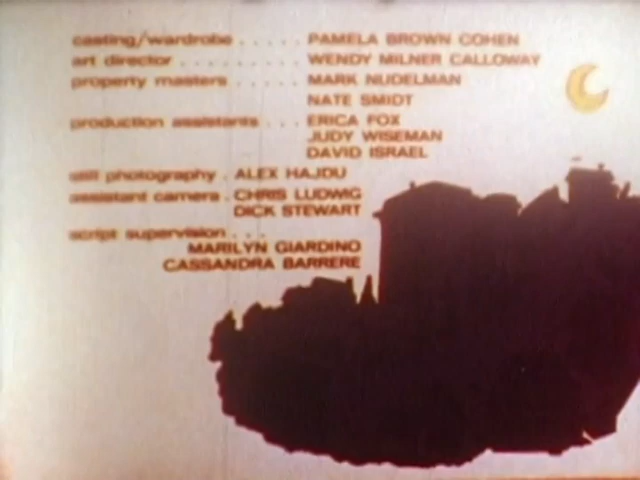 casting/wardrobe . . . . . PAMELA BROWN COHEN
art director . . . . . . . . . WENDY MILNER CALLOWAY
property masters . . . . . MARK NUDELMAN
NATE SMIDT
production assistants . . . ERICA FOX
JUDY WISEMAN
DAVID ISRAEL
still photography . ALEX HAJDU
assistant camera . CHRIS LUDWIG
DICK STEWART
script supervision . . .
MARILYN GIARDINO
CASSANDRA BARRERE